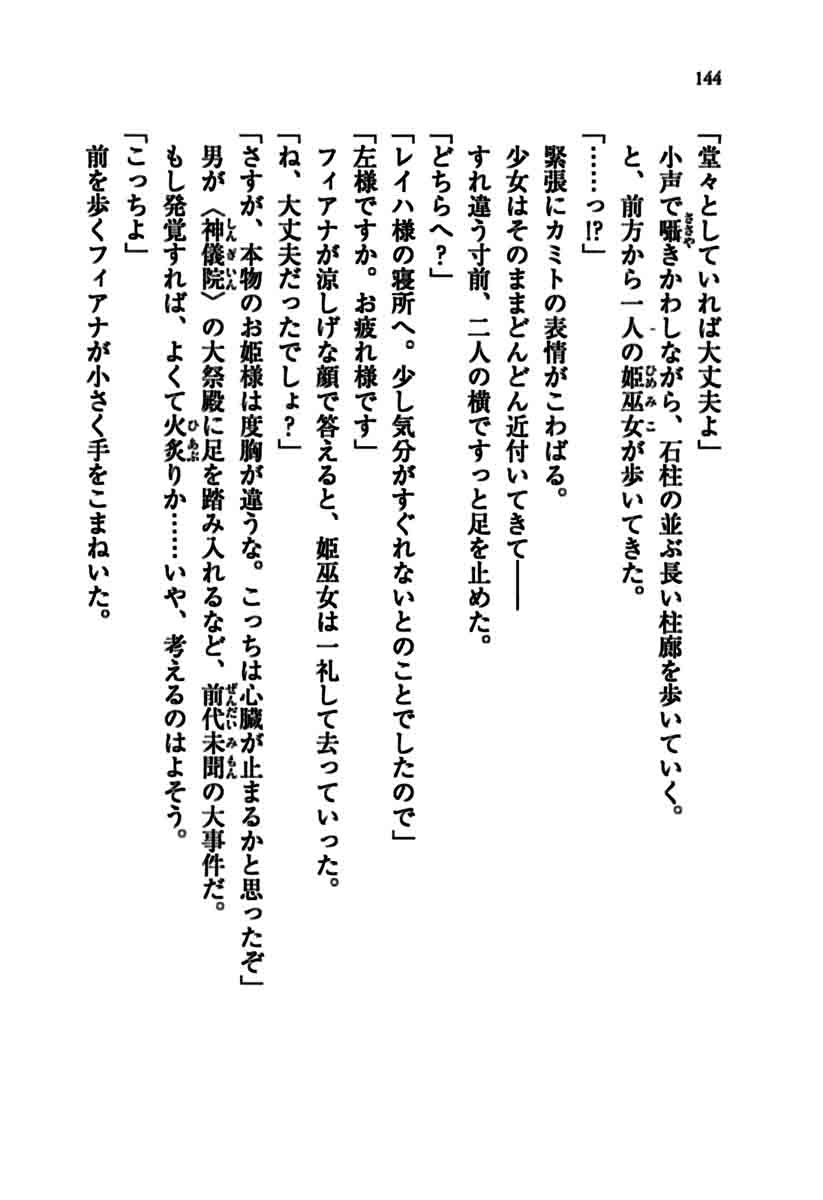 144
「堂々としていれば大丈夫よ」
小声で囁きかわしながら、石柱の並ぶ長い柱廊を歩いていく。
と、前方から一人の姫巫女が歩いてきた。
「……っ!?」
緊張にカミトの表情がこわばる。
少女はそのままどんどん近付いてきて――
すれ違う寸前、二人の横ですっと足を止めた。
「どちらへ？」
「レイハ様の寝所へ。少し気分がすぐれないとのことでしたので」
「左様ですか。お疲れ様です」
フィアナが涼しげな顔で答えると、姫巫女は一礼して去っていった。
「ね、大丈夫だったでしょ？」
「さすが、本物のお姫様は度胸が違うな。こっちは心臓が止まるかと思ったぞ」
男が〈神儀院〉の大祭殿に足を踏み入れるなど、前代未聞の大事件だ。
もし発覚すれば、よくて火炙りか……いや、考えるのはよそう。
「こっちよ」
前を歩くフィアナが小さく手をこまねいた。